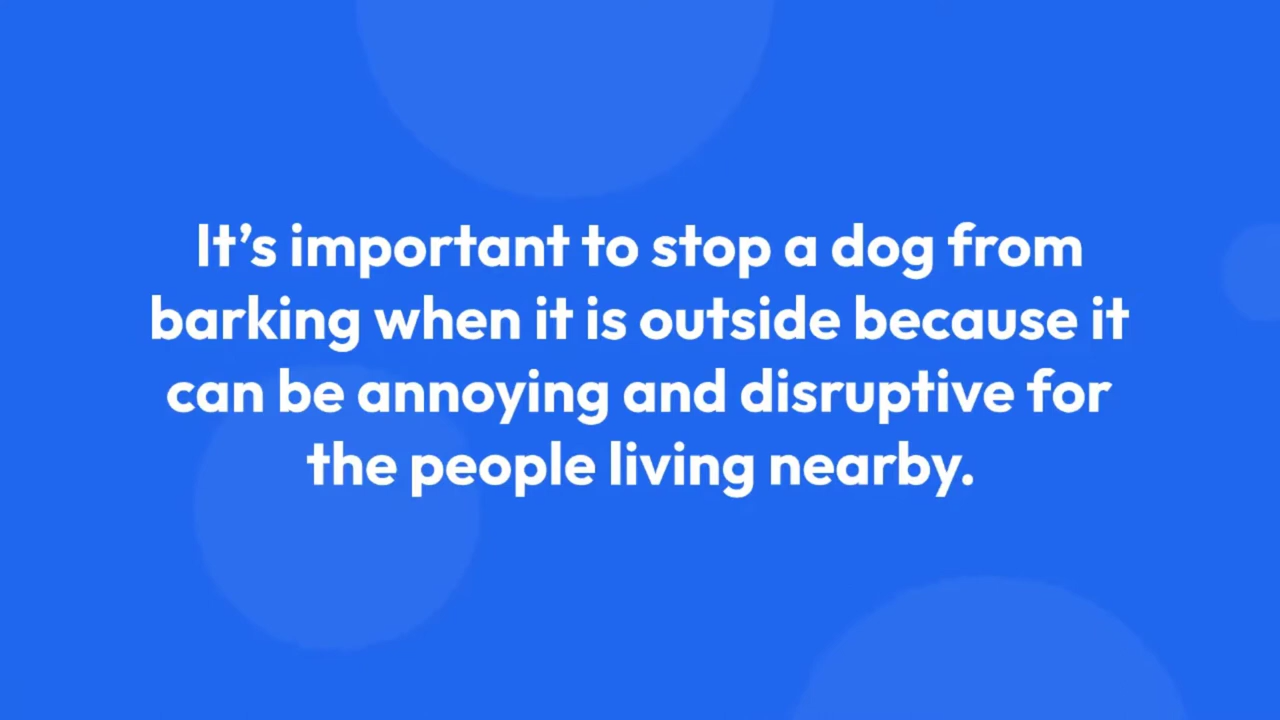 It’s important to stop a dog from
barking when it is outside because it
can be annoying and disruptive for
the people living nearby.